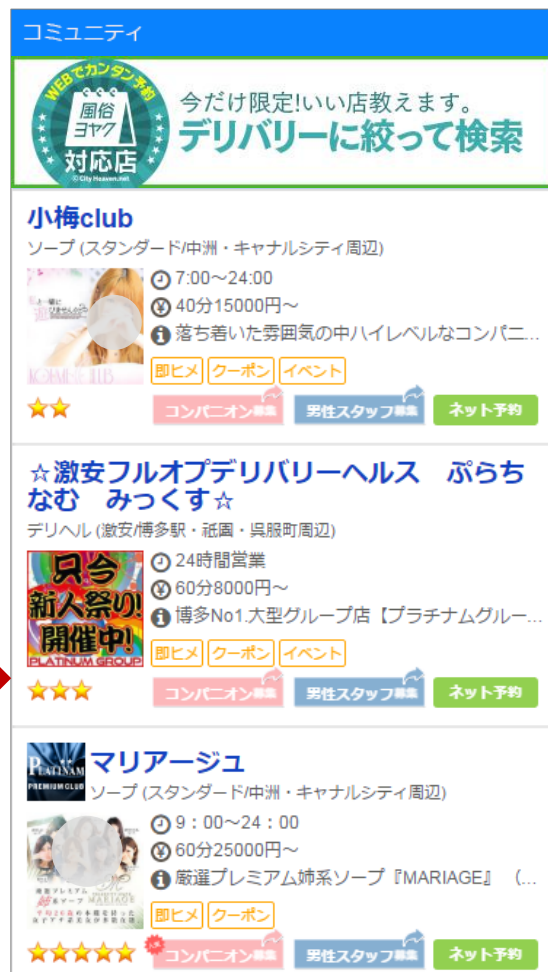 コミュニティ
WEBでカンタン予約
風俗
ヨヤク
対応店
© City Heaven.net
今だけ限定!いい店教えます。
デリバリーに絞って検索
小梅club
ソープ (スタンダード/中洲・キャナルシティ周辺)
7:00～24:00
40分15000円～
落ち着いた雰囲気の中ハイレベルなコンパニ...
即ヒメ クーポン イベント
コンパニオン募集 男性スタッフ募集 ネット予約
☆激安フルオプデリバリーヘルス ぷらち
なむ みっくす☆
デリヘル (激安/博多駅・祇園・呉服町周辺)
只今
新人祭り!
開催中!
PLATINUM GROUP
24時間営業
60分8000円～
博多No1.大型グループ店【プラチナムグルー...
即ヒメ クーポン イベント
コンパニオン募集 男性スタッフ募集 ネット予約
PLATINAM
PREMIUM CLUB
マリアージュ
ソープ (スタンダード/中洲・キャナルシティ周辺)
9：00～24：00
60分25000円～
厳選プレミアム姉系ソープ『MARIAGE』 （...
MARIAGE
即ヒメ クーポン
コンパニオン募集 男性スタッフ募集 ネット予約